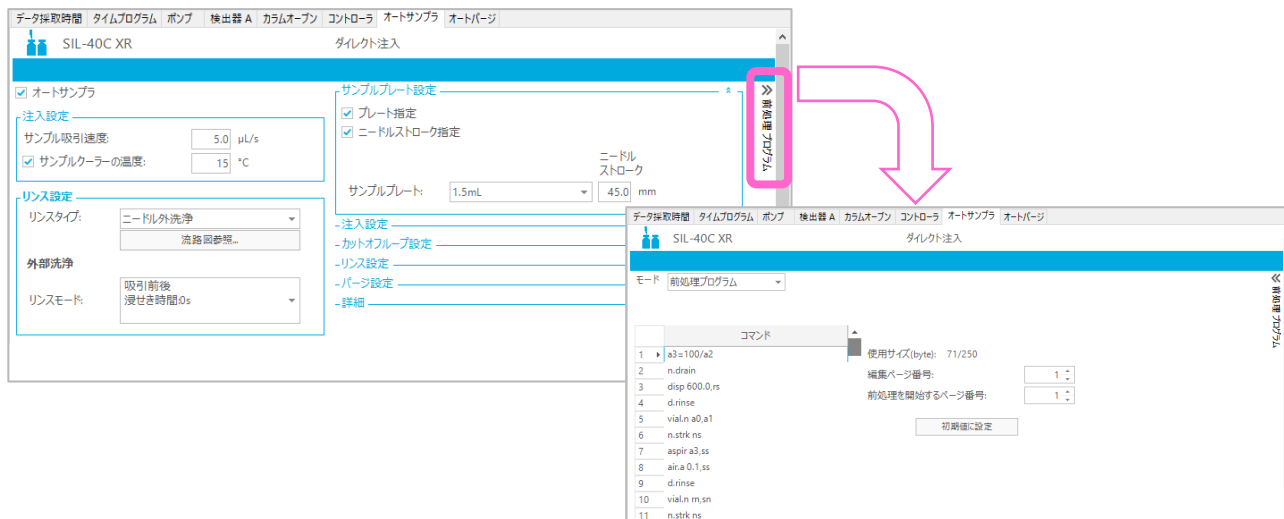 データ採取時間 タイムプログラム ポンプ 検出器 A カラムオーブン コントローラ オートサンプラ オートパージ
SIL-40C XR ダイレクト注入
オートサンプラ
注入設定
サンプル吸引速度: 5.0 µL/s
サンプルクーラーの温度: 15 °C
リンス設定
リンスタイプ: ニードル外洗浄
流路図参照...
外部洗浄
リンスモード: 吸引前後
浸せき時間:0s
サンプルプレート設定
プレート指定
ニードルストローク指定
ニードル
ストローク
サンプルプレート: 1.5mL 45.0 mm
注入設定
カットオフループ設定
リンス設定
パージ設定
詳細
前処理プログラム
データ採取時間 タイムプログラム ポンプ 検出器 A カラムオーブン コントローラ オートサンプラ オートパージ
SIL-40C XR ダイレクト注入
モード 前処理プログラム
前処理プログラム
コマンド
1 a3=100/a2
2 n.drain
3 disp 600.0,rs
4 d.rinse
5 vial.n a0,a1
6 n.strk ns
7 aspir a3,ss
8 air.a 0.1,ss
9 d.rinse
10 vial.n m,sn
11 n.strk ns
使用サイズ(byte): 71/250
編集ページ番号: 1
前処理を開始するページ番号: 1
初期値に設定